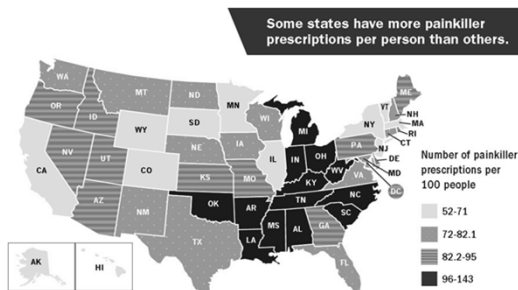 Some states have more painkiller
prescriptions per person than others.
WA
MT
ND
MN
OR
ID
SD
WI
WY
MI
NY
VT
ME
NH
MA
RI
CT
NV
UT
CO
NE
IA
IL
IN
OH
PA
NJ
DE
MD
DC
CA
KS
MO
KY
WV
VA
AZ
NM
OK
AR
TN
NC
SC
TX
LA
MS
AL
GA
FL
AK
HI
Number of painkiller
prescriptions per
100 people
52-71
72-82.1
82.2-95
96-143